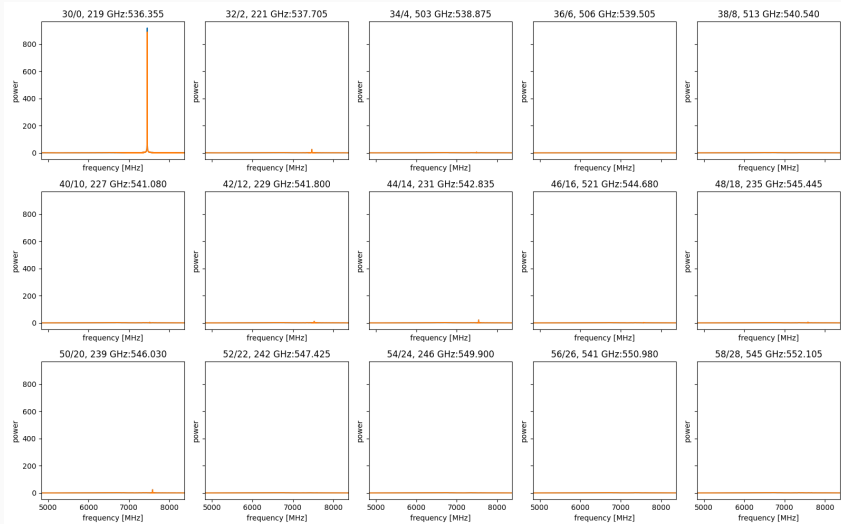 30/0, 219 GHz:536.355
32/2, 221 GHz:537.705
34/4, 503 GHz:538.875
36/6, 506 GHz:539.505
38/8, 513 GHz:540.540
800
600
400
200
0
power
power
power
power
power
frequency [MHz]
frequency [MHz]
frequency [MHz]
frequency [MHz]
frequency [MHz]
40/10, 227 GHz:541.080
42/12, 229 GHz:541.800
44/14, 231 GHz:542.835
46/16, 521 GHz:544.680
48/18, 235 GHz:545.445
800
600
400
200
0
power
power
power
power
power
frequency [MHz]
frequency [MHz]
frequency [MHz]
frequency [MHz]
frequency [MHz]
50/20, 239 GHz:546.030
52/22, 242 GHz:547.425
54/24, 246 GHz:549.900
56/26, 541 GHz:550.980
58/28, 545 GHz:552.105
800
600
400
200
0
power
power
power
power
power
5000 6000 7000 8000
5000 6000 7000 8000
5000 6000 7000 8000
5000 6000 7000 8000
5000 6000 7000 8000
frequency [MHz]
frequency [MHz]
frequency [MHz]
frequency [MHz]
frequency [MHz]